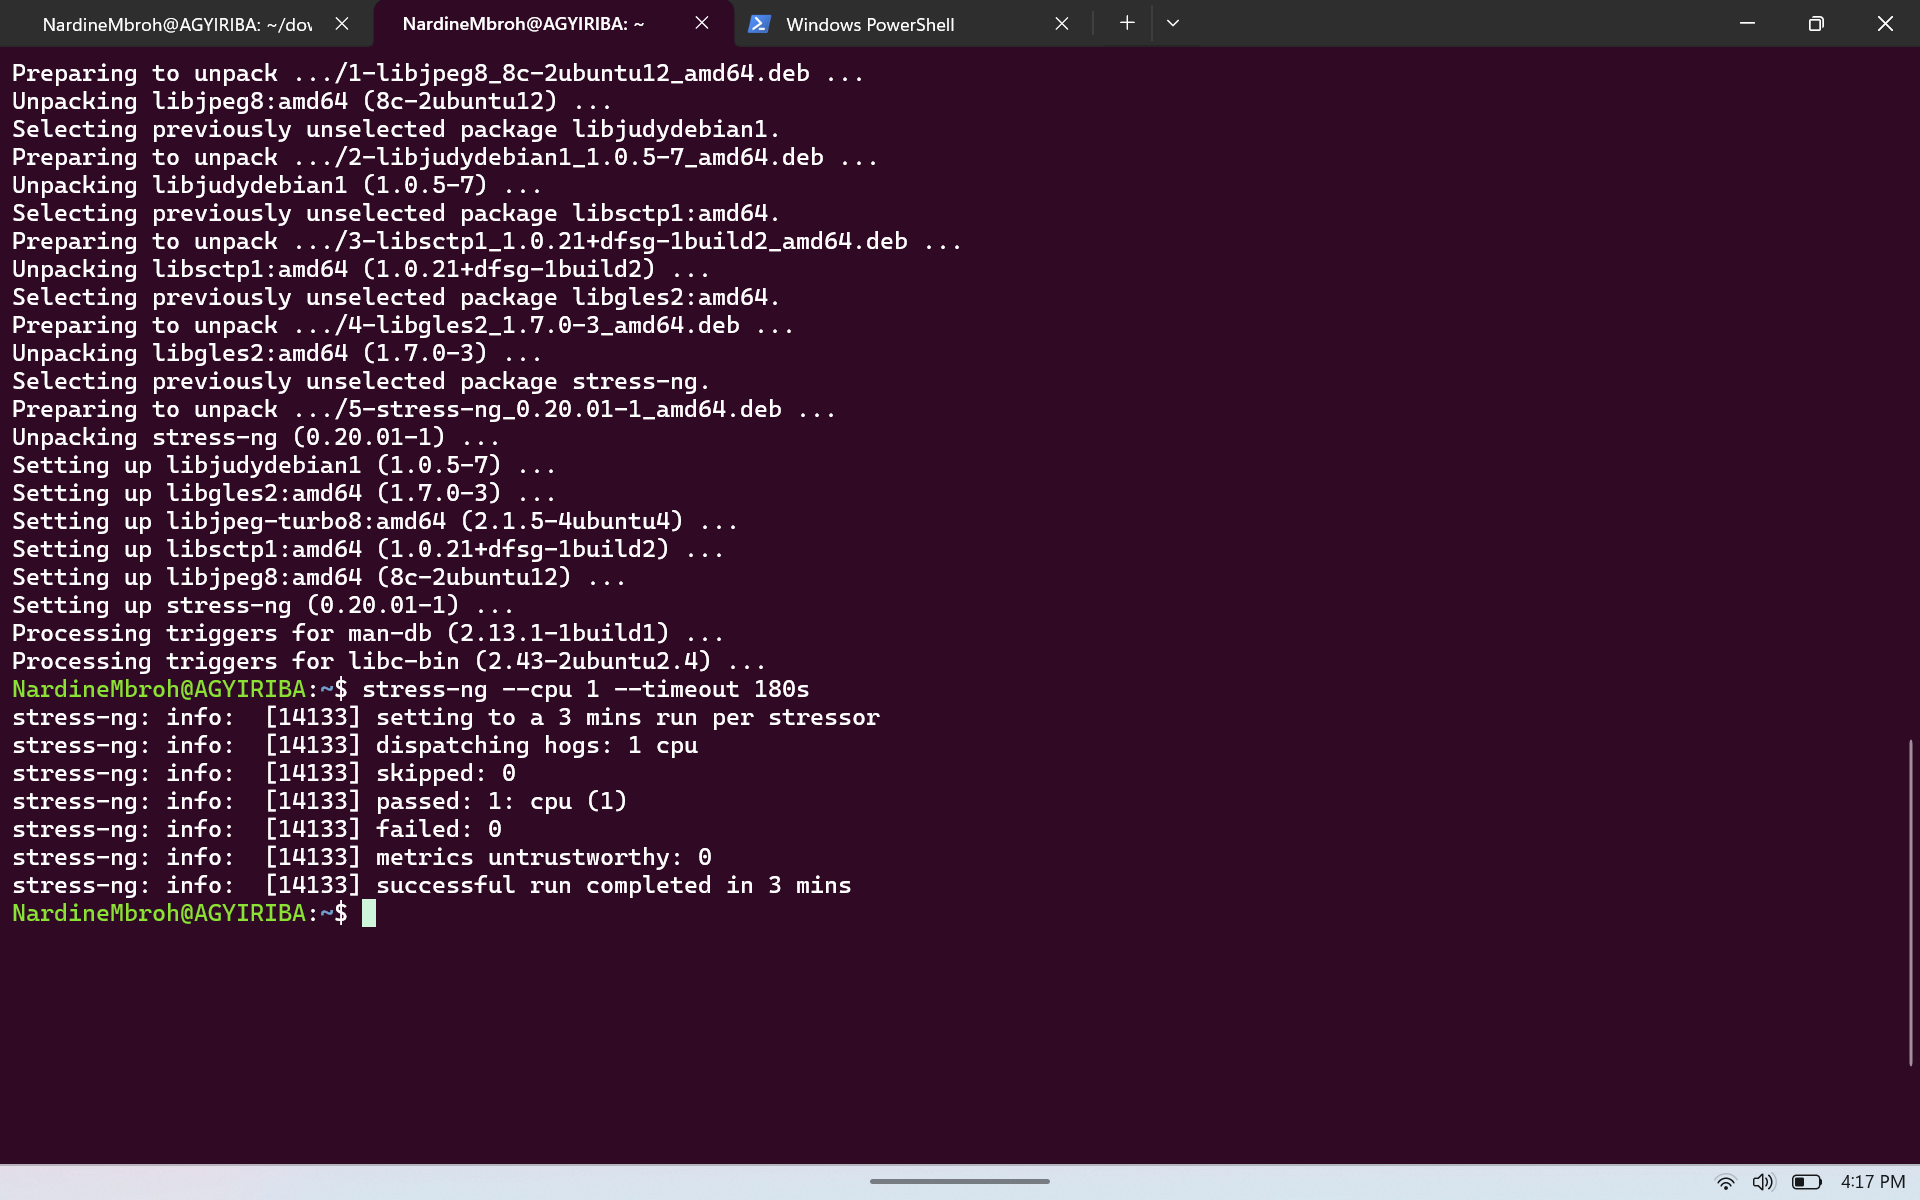 NardineMbroh@AGYIRIBA: ~/dov
NardineMbroh@AGYIRIBA: ~
Windows PowerShell
Preparing to unpack .../1-libjpeg8_8c-2ubuntu12_amd64.deb ...
Unpacking libjpeg8:amd64 (8c-2ubuntu12) ...
Selecting previously unselected package libjudydebian1.
Preparing to unpack .../2-libjudydebian1_1.0.5-7_amd64.deb ...
Unpacking libjudydebian1 (1.0.5-7) ...
Selecting previously unselected package libsctp1:amd64.
Preparing to unpack .../3-libsctp1_1.0.21+dfsg-1build2_amd64.deb ...
Unpacking libsctp1:amd64 (1.0.21+dfsg-1build2) ...
Selecting previously unselected package libgles2:amd64.
Preparing to unpack .../4-libgles2_1.7.0-3_amd64.deb ...
Unpacking libgles2:amd64 (1.7.0-3) ...
Selecting previously unselected package stress-ng.
Preparing to unpack .../5-stress-ng_0.20.01-1_amd64.deb ...
Unpacking stress-ng (0.20.01-1) ...
Setting up libjudydebian1 (1.0.5-7) ...
Setting up libgles2:amd64 (1.7.0-3) ...
Setting up libjpeg-turbo8:amd64 (2.1.5-4ubuntu4) ...
Setting up libsctp1:amd64 (1.0.21+dfsg-1build2) ...
Setting up libjpeg8:amd64 (8c-2ubuntu12) ...
Setting up stress-ng (0.20.01-1) ...
Processing triggers for man-db (2.13.1-1build1) ...
Processing triggers for libc-bin (2.43-2ubuntu2.4) ...
NardineMbroh@AGYIRIBA:~$ stress-ng --cpu 1 --timeout 180s
stress-ng: info:  [14133] setting to a 3 mins run per stressor
stress-ng: info:  [14133] dispatching hogs: 1 cpu
stress-ng: info:  [14133] skipped: 0
stress-ng: info:  [14133] passed: 1: cpu (1)
stress-ng: info:  [14133] failed: 0
stress-ng: info:  [14133] metrics untrustworthy: 0
stress-ng: info:  [14133] successful run completed in 3 mins
NardineMbroh@AGYIRIBA:~$
4:17 PM